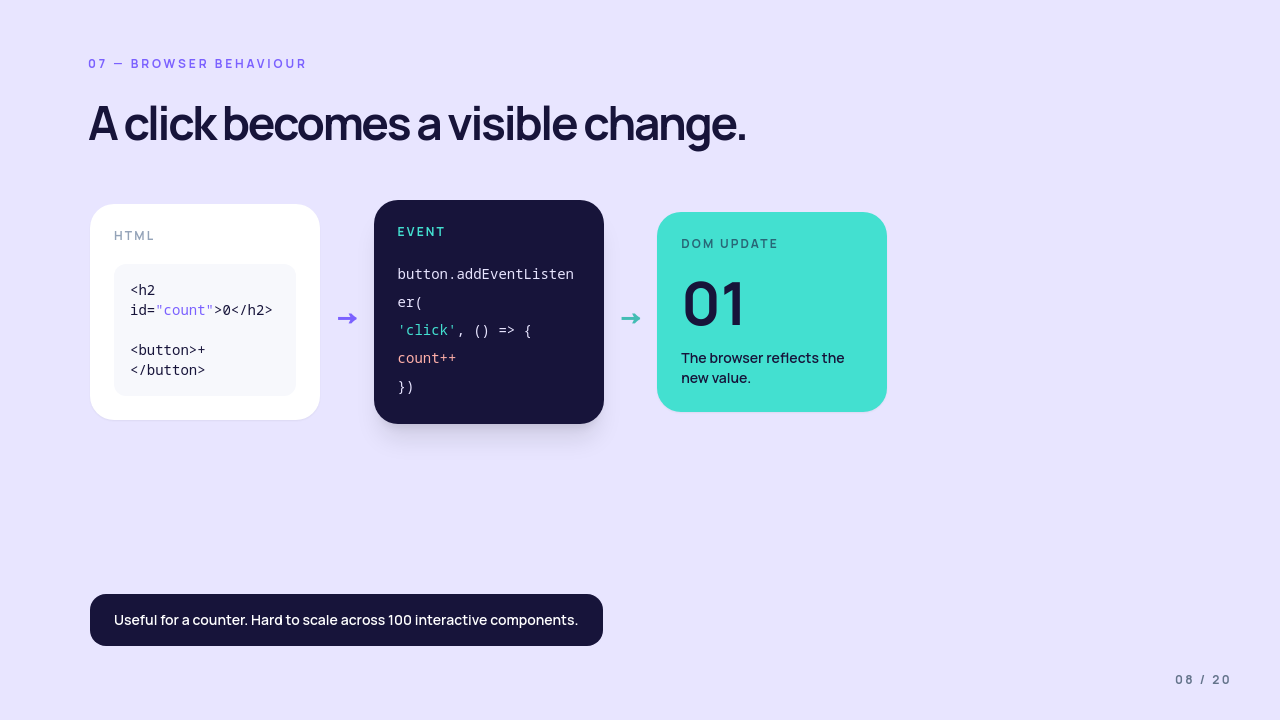 07 — BROWSER BEHAVIOUR
A click becomes a visible change.
HTML
<h2
id="count">0</h2>
<button>+
</button>
→
EVENT
button.addEventListen
er(
'click', () => {
count++
})
→
DOM UPDATE
01
The browser reflects the
new value.
Useful for a counter. Hard to scale across 100 interactive components.
08 / 20